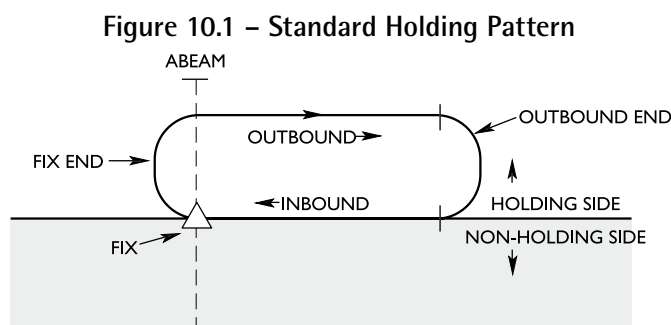 Figure 10.1 – Standard Holding Pattern
ABEAM
OUTBOUND END
OUTBOUND
FIX END
INBOUND
HOLDING SIDE
NON-HOLDING SIDE
FIX